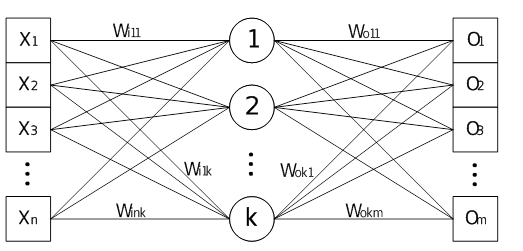 X1 Wi11 1 Wo11 O1
X2 2 O2
X3 O3
Wi1k Wok1
Xn Wink k Wokm Om